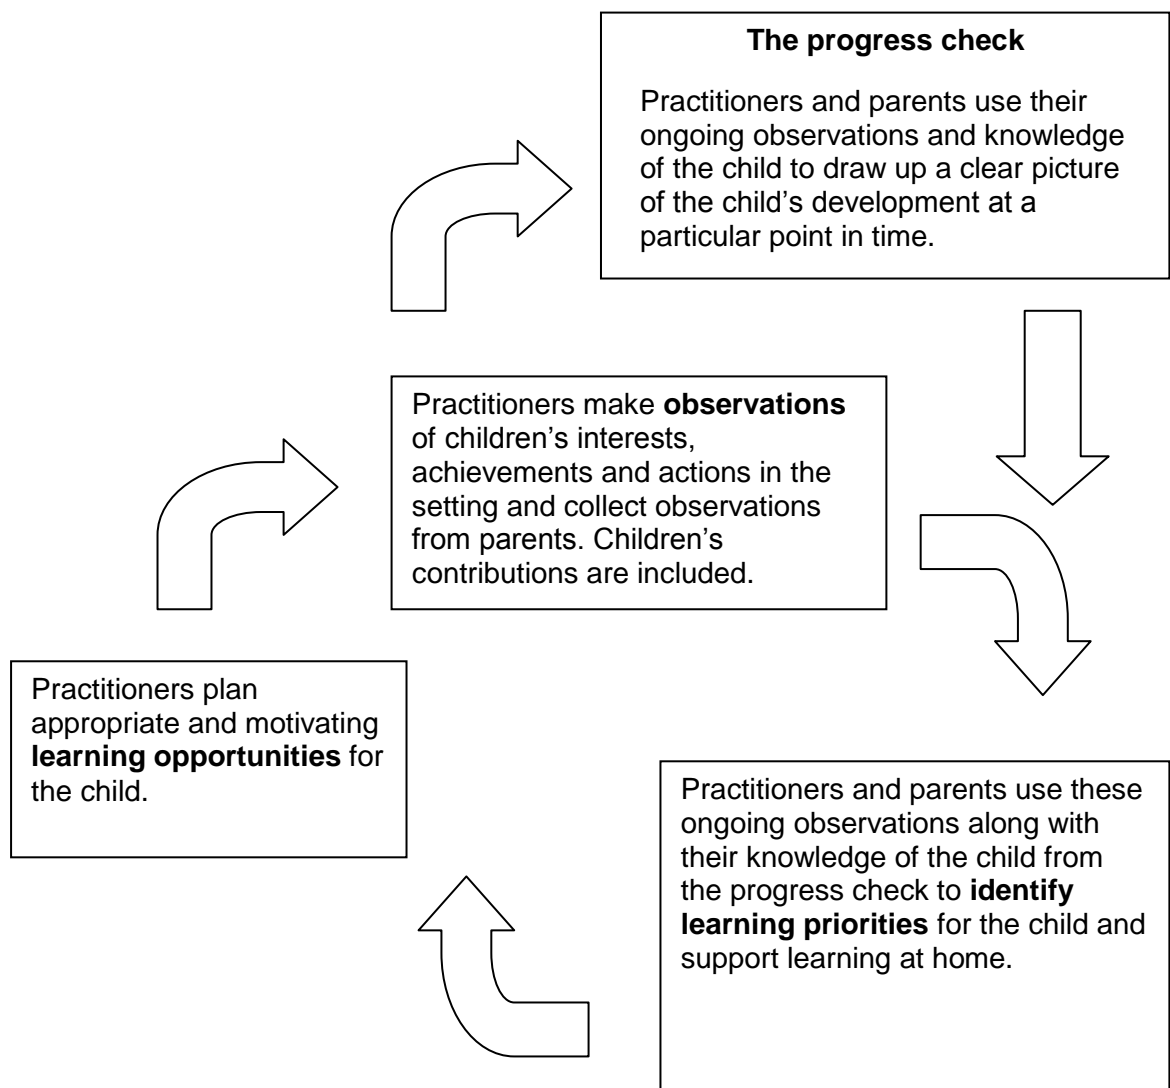 The progress check
Practitioners and parents use their
ongoing observations and knowledge
of the child to draw up a clear picture
of the child’s development at a
particular point in time.
Practitioners make observations
of children’s interests,
achievements and actions in the
setting and collect observations
from parents. Children’s
contributions are included.
Practitioners plan
appropriate and motivating
learning opportunities for
the child.
Practitioners and parents use these
ongoing observations along with
their knowledge of the child from
the progress check to identify
learning priorities for the child and
support learning at home.